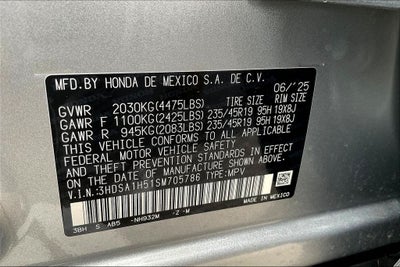 MFD. BY HONDA DE MEXICO S.A. DE C.V.
06/'25
GVWR 2030KG(4475LBS) TIRE SIZE RIM SIZE
GAWR F 1100KG(2425LBS) 235/45R19 95H 19X8J
GAWR R 945KG(2083LBS) 235/45R19 95H 19X8J
THIS VEHICLE CONFORMS TO ALL APPLICABLE
FEDERAL MOTOR VEHICLE SAFETY STANDARDS IN
EFFECT ON THE DATE OF MANUFACTURE SHOWN ABOVE.
V.I.N.:3HDSA1H51SM705786 TYPE:MPV
3BH S AB5 -NH932M -Z -M MADE IN MEXICO